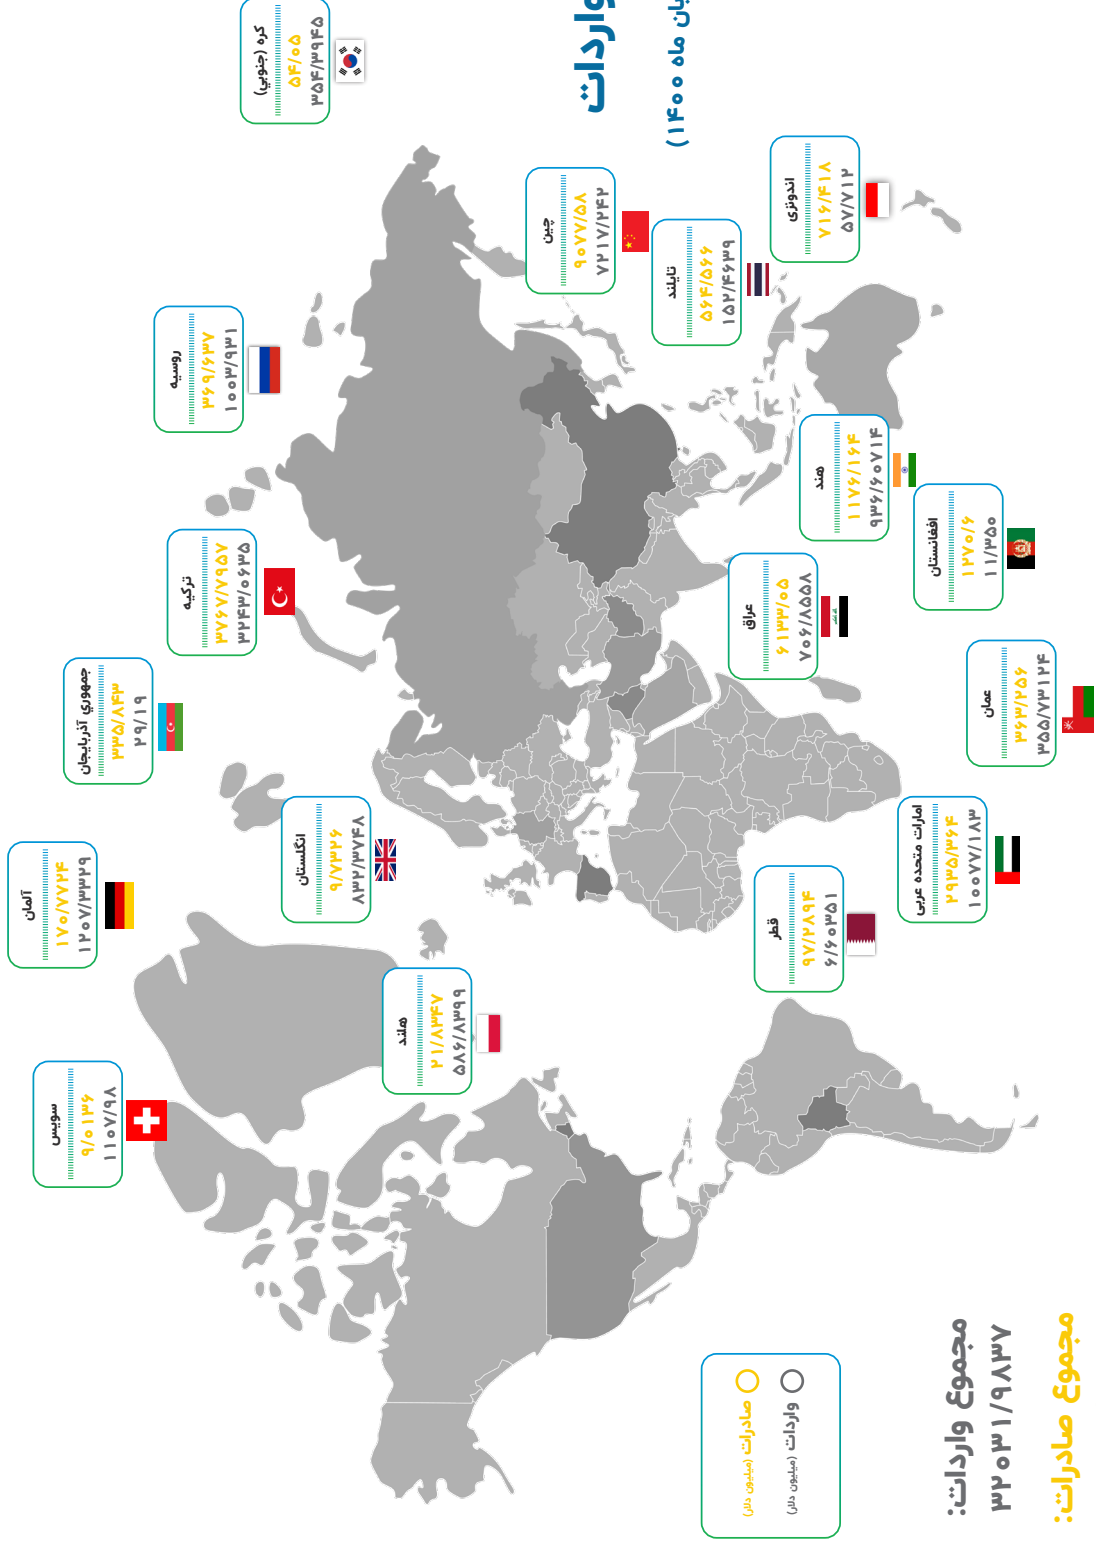 واردات
بان ماه ۱۴۰۰)
کره (جنوبی)
۵۴/۰۵
۳۵۴/۳۹۴۵
روسیه
۳۶۹/۶۳۷
۱۰۰۳/۹۳۱
ترکیه
۳۷۶۷/۷۹۵۷
۳۲۴۳/۰۶۳۵
جمهوری آذربایجان
۳۳۵/۸۴۳
۲۹/۱۹
آلمان
۱۷۰/۷۷۲۴
۱۲۰۷/۳۳۲۹
سویس
۹/۰۱۳۶
۱۱۰۷/۹۸
انگلستان
۹/۷۳۲۶
۸۳۲/۳۷۴۸
هلند
۲۱/۸۳۴۷
۵۸۶/۸۳۹۹
چین
۹۰۷۷/۵۸
۷۲۱۷/۲۴۲
تایلند
۵۶۴/۵۶۶
۱۵۲/۴۶۳۹
اندونزی
۷۱۶/۴۱۸
۵۷/۷۱۲
هند
۱۱۷۶/۱۶۴
۹۳۶/۶۰۷۱۴
افغانستان
۱۲۷۰/۶
۱۱/۳۵۰
عراق
۶۱۳۳/۰۵
۷۰۶/۸۵۵۸
عمان
۳۶۳/۲۵۶
۳۵۵/۷۳۱۲۴
امارات متحده عربی
۲۹۳۵/۳۶۴
۱۰۰۷۷/۱۸۳
قطر
۹۷/۲۸۹۴
۶/۶۰۳۵۱
صادرات (میلیون دلار)
واردات (میلیون دلار)
مجموع واردات:
۳۲۰۳۱/۹۸۳۷
مجموع صادرات: